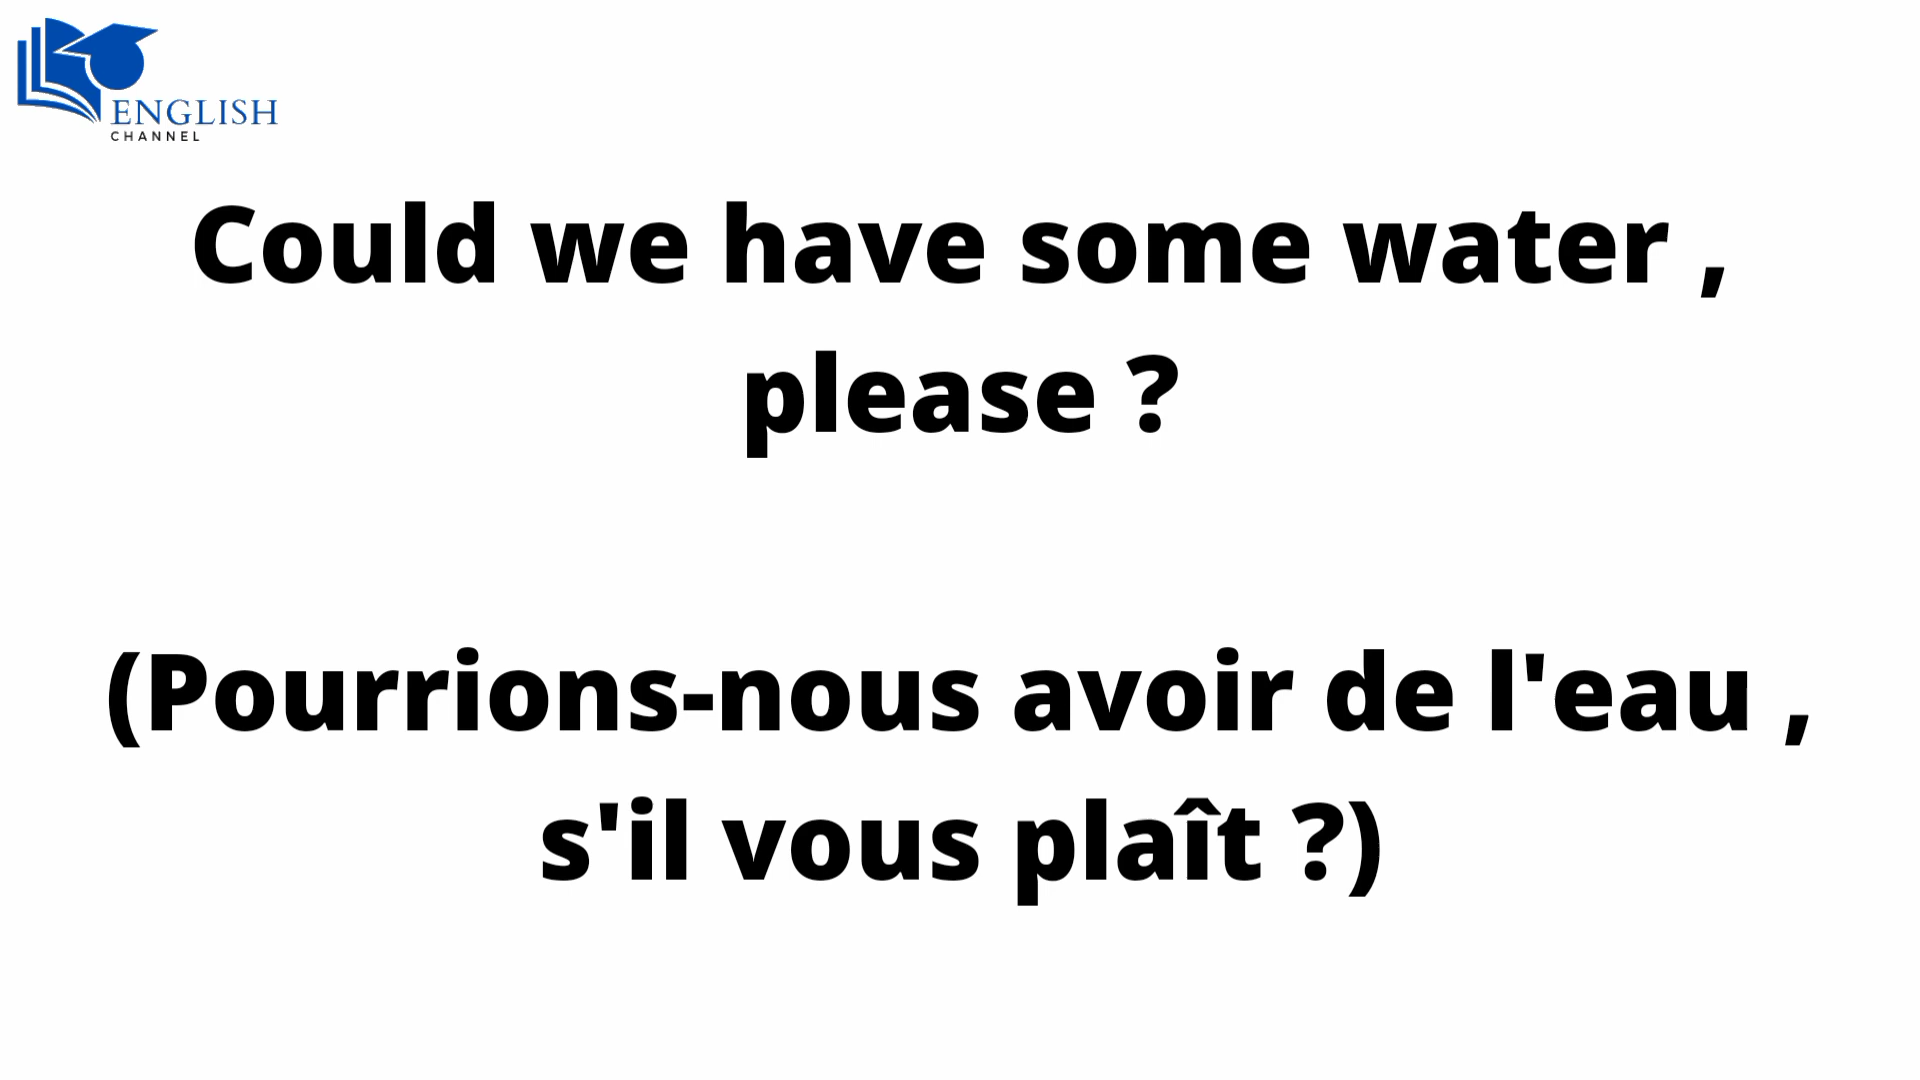 ENGLISH
CHANNEL
Could we have some water ,
please ?
(Pourrions-nous avoir de l'eau ,
s'il vous plaît ?)